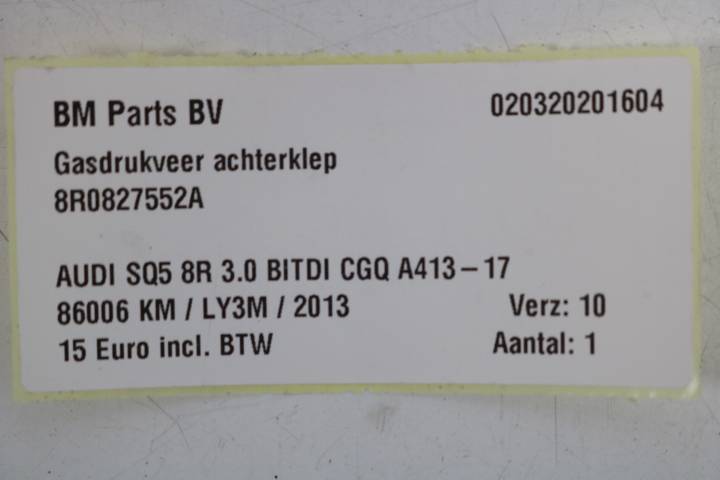 BM Parts BV 020320201604
Gasdrukveer achterklep
8R0827552A
AUDI SQ5 8R 3.0 BITDI CGQ A413-17
86006 KM / LY3M / 2013 Verz: 10
15 Euro incl. BTW Aantal: 1